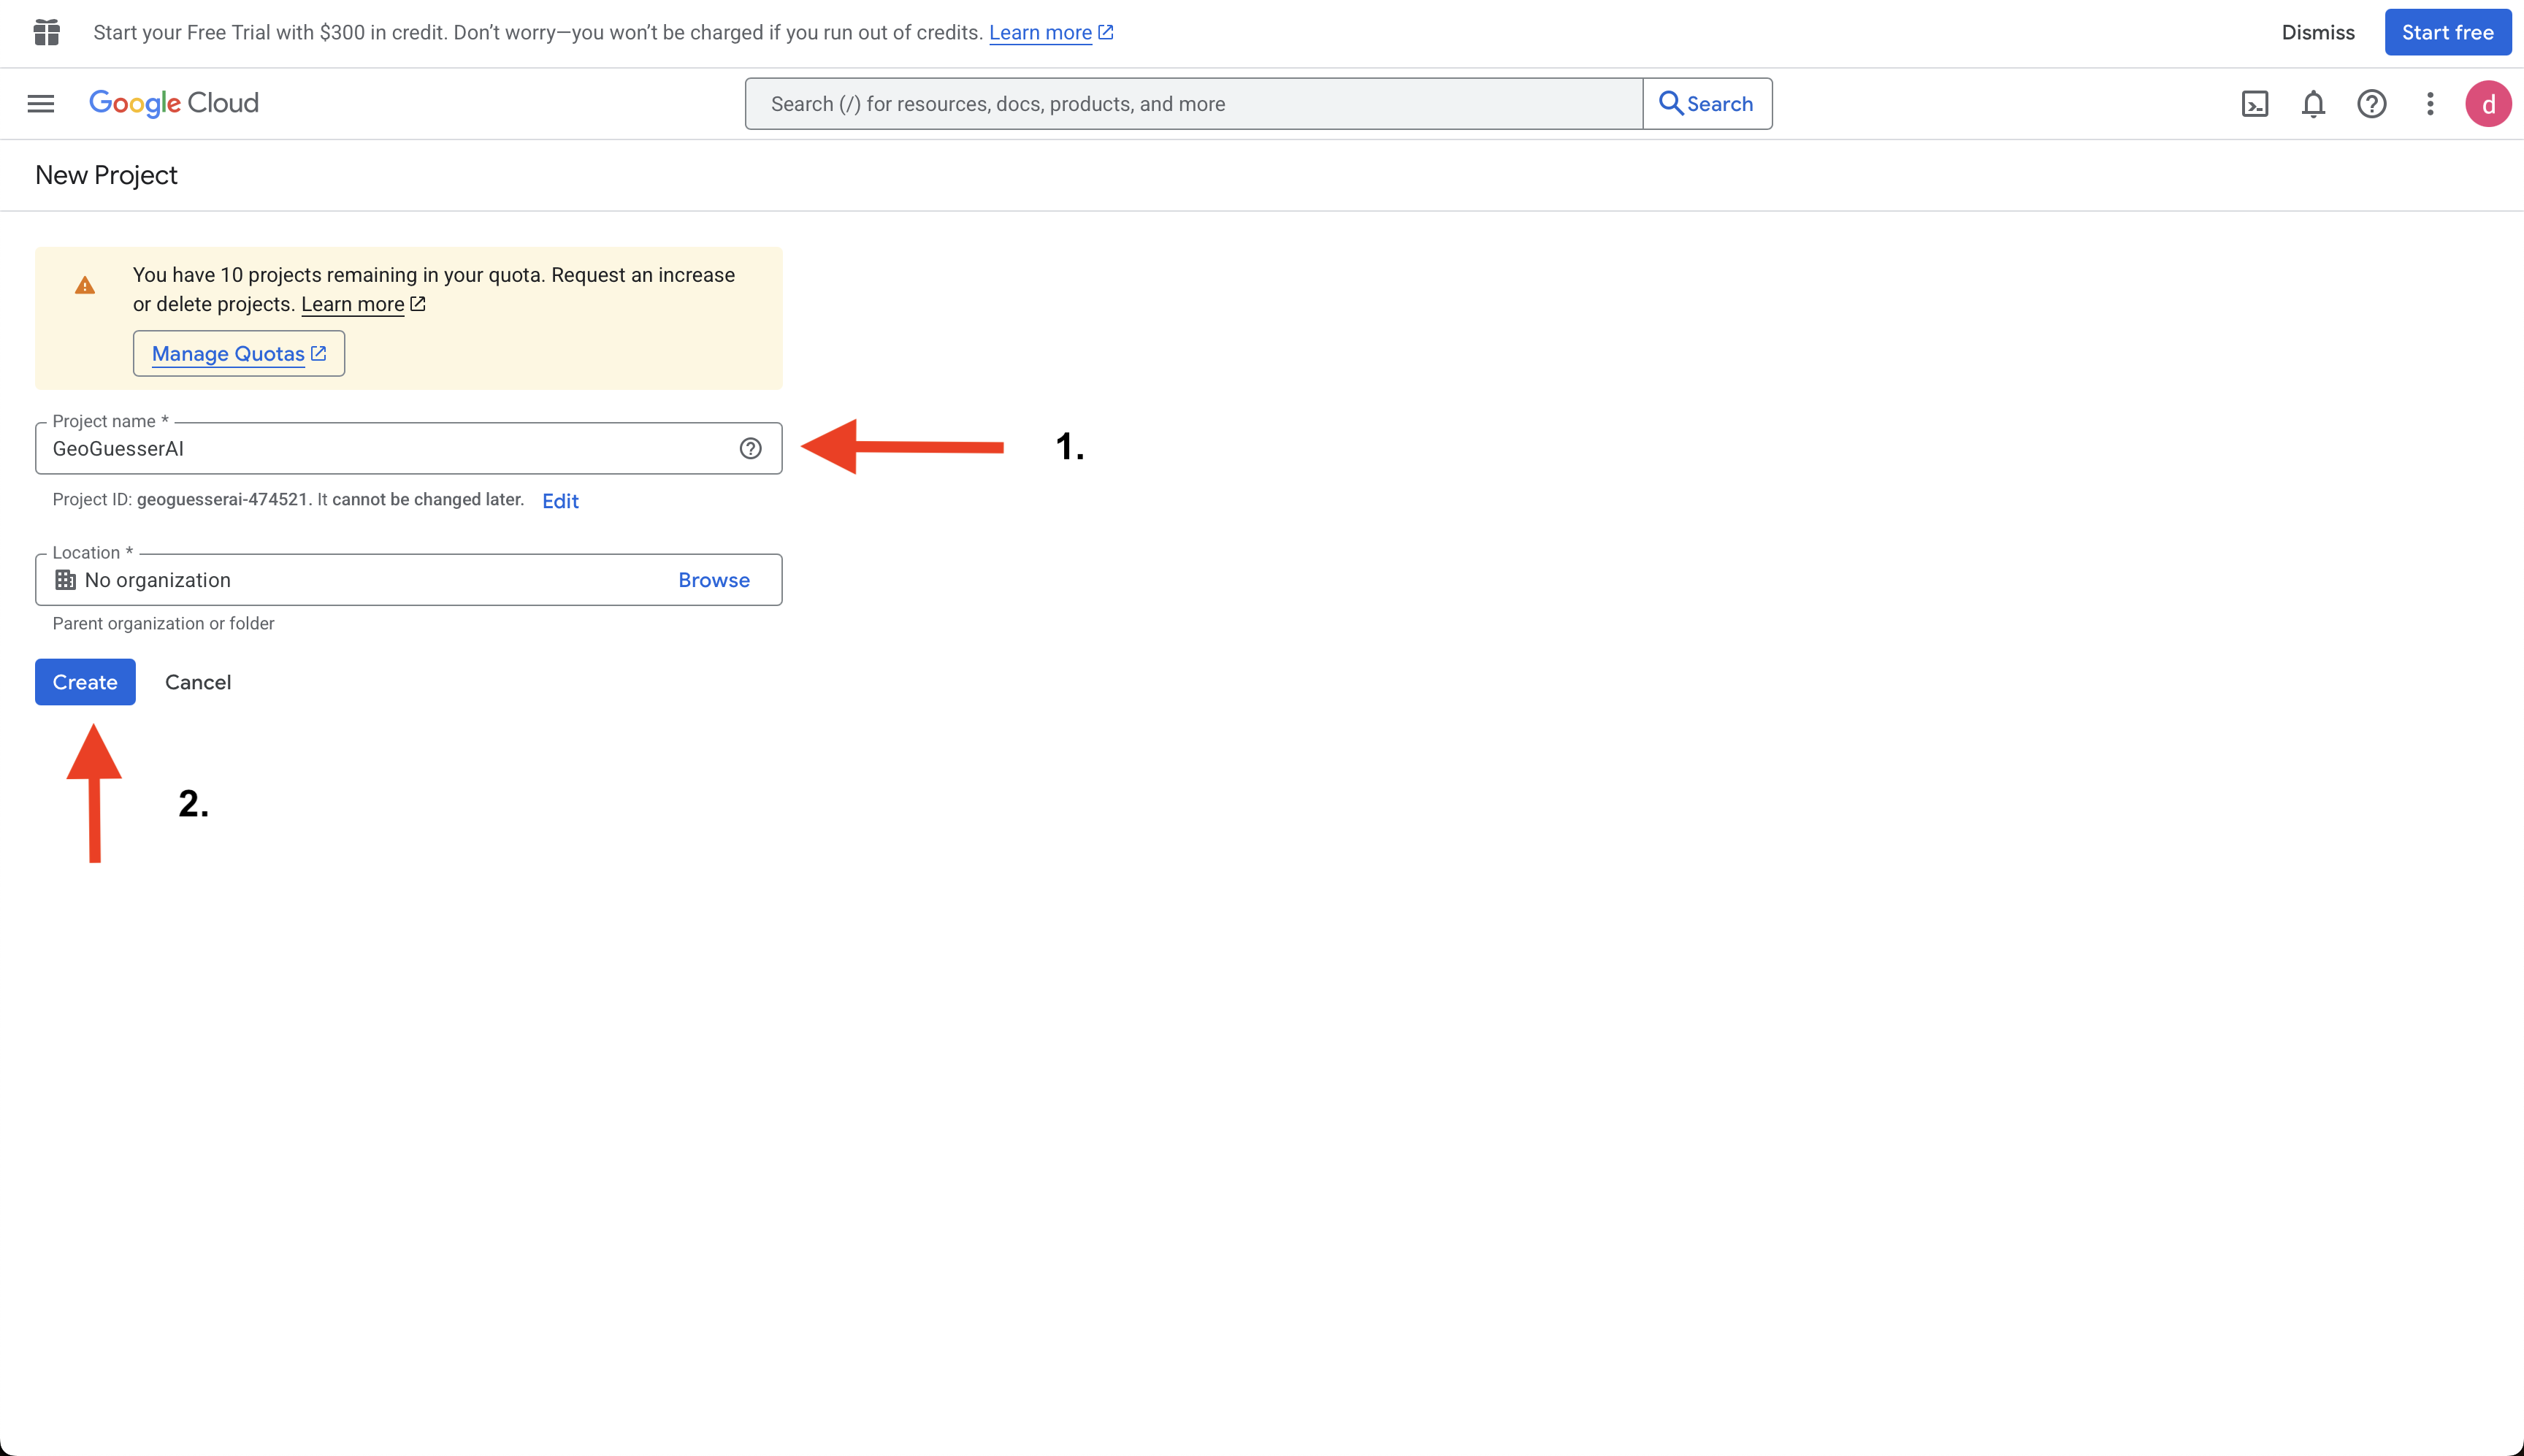 Start your Free Trial with $300 in credit. Don’t worry—you won’t be charged if you run out of credits. Learn more
Dismiss
Start free
Google Cloud
Search (/) for resources, docs, products, and more
Search
d
New Project
You have 10 projects remaining in your quota. Request an increase
or delete projects. Learn more
Manage Quotas
Project name *
GeoGuesserAI
1.
Project ID: geoguesserai-474521. It cannot be changed later. Edit
Location *
No organization
Browse
Parent organization or folder
Create
Cancel
2.